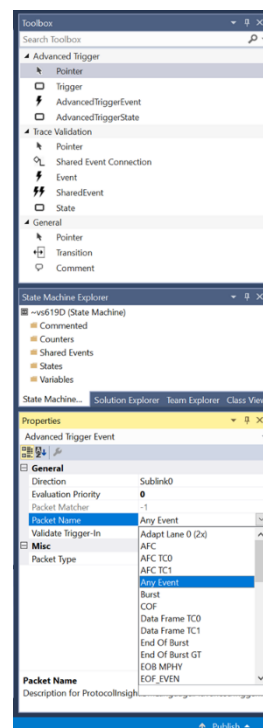 Toolbox
Search Toolbox
Advanced Trigger
Pointer
Trigger
AdvancedTriggerEvent
AdvancedTriggerState
Trace Validation
Pointer
Shared Event Connection
Event
SharedEvent
State
General
Pointer
Transition
Comment
State Machine Explorer
~vs619D (State Machine)
Commented
Counters
Shared Events
States
Variables
State Machine... Solution Explorer Team Explorer Class View
Properties
Advanced Trigger Event
General
Direction Sublink0
Evaluation Priority 0
Packet Matcher -1
Packet Name Any Event
Validate Trigger-In Adapt Lane 0 (2x)
Misc AFC
Packet Type AFC TC0
AFC TC1
Any Event
Burst
COF
Data Frame TC0
Data Frame TC1
End Of Burst
End Of Burst GT
EOB MPHY
EOF_EVEN
Packet Name
Description for ProtocolInsight
Publish